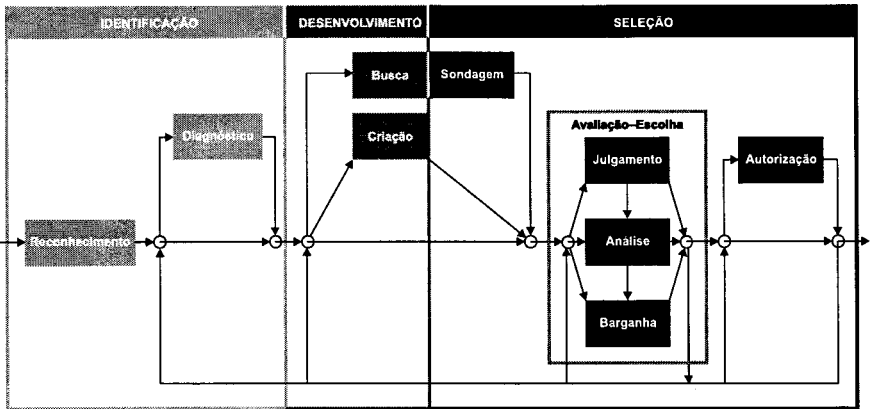 IDENTIFICAÇÃO
DESENVOLVIMENTO
SELEÇÃO
Busca
Sondagem
Diagnóstico
Criação
Avaliação–Escolha
Julgamento
Autorização
Reconhecimento
Análise
Barganha